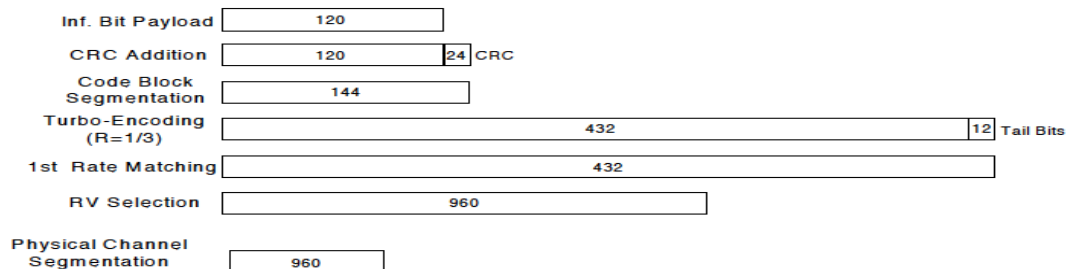 Inf. Bit Payload 120
CRC Addition 120 24 CRC
Code Block
Segmentation 144
Turbo-Encoding
(R=1/3) 432 12 Tail Bits
1st Rate Matching 432
RV Selection 960
Physical Channel
Segmentation 960